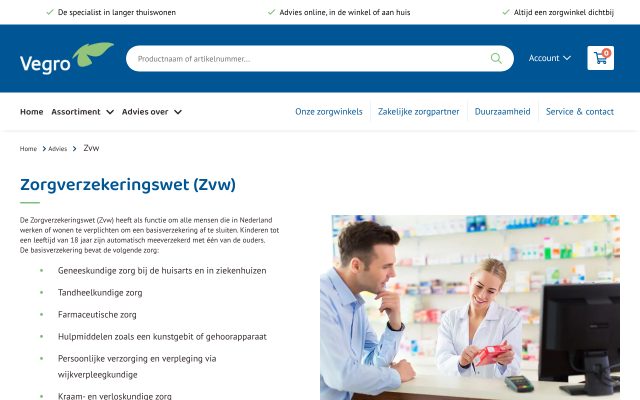 De specialist in langer thuiswonen
Advies online, in de winkel of aan huis
Altijd een zorgwinkel dichtbij
Vegro
Productnaam of artikelnummer...
Account
0
Home Assortiment Advies over
Onze zorgwinkels Zakelijke zorgpartner Duurzaamheid Service & contact
Home Advies Zvw
Zorgverzekeringswet (Zvw)
De Zorgverzekeringswet (Zvw) heeft als functie om alle mensen die in Nederland
werken of wonen te verplichten om een basisverzekering af te sluiten. Kinderen tot
een leeftijd van 18 jaar zijn automatisch meeverzekerd met één van de ouders.
De basisverzekering bevat de volgende zorg:
Geneeskundige zorg bij de huisarts en in ziekenhuizen
Tandheelkundige zorg
Farmaceutische zorg
Hulpmiddelen zoals een kunstgebit of gehoorapparaat
Persoonlijke verzorging en verpleging via
wijkverpleegkundige
Kraam- en verloskundige zorg